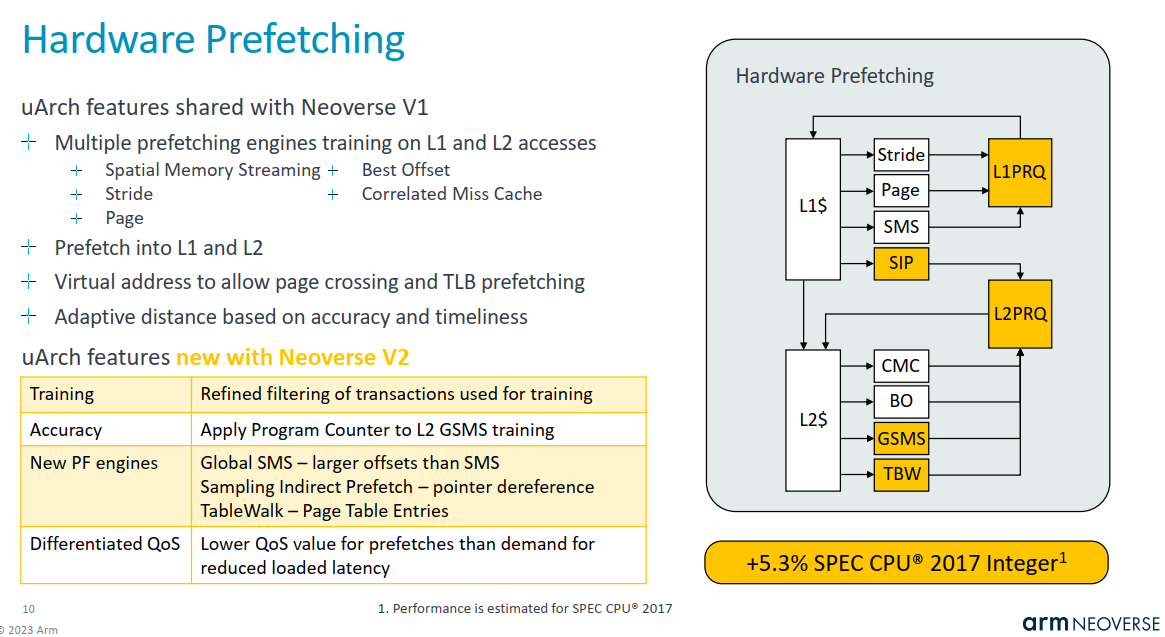 Hardware Prefetching
uArch features shared with Neoverse V1
Multiple prefetching engines training on L1 and L2 accesses
Spatial Memory Streaming
Best Offset
Stride
Correlated Miss Cache
Page
Prefetch into L1 and L2
Virtual address to allow page crossing and TLB prefetching
Adaptive distance based on accuracy and timeliness
uArch features new with Neoverse V2
Training
Refined filtering of transactions used for training
Accuracy
Apply Program Counter to L2 GSMS training
New PF engines
Global SMS – larger offsets than SMS
Sampling Indirect Prefetch – pointer dereference
TableWalk – Page Table Entries
Differentiated QoS
Lower QoS value for prefetches than demand for
reduced loaded latency
Hardware Prefetching
L1$
Stride
Page
SMS
SIP
L1PRQ
L2PRQ
L2$
CMC
BO
GSMS
TBW
+5.3% SPEC CPU® 2017 Integer1
10
1. Performance is estimated for SPEC CPU® 2017
© 2023 Arm
arm NEOVERSE